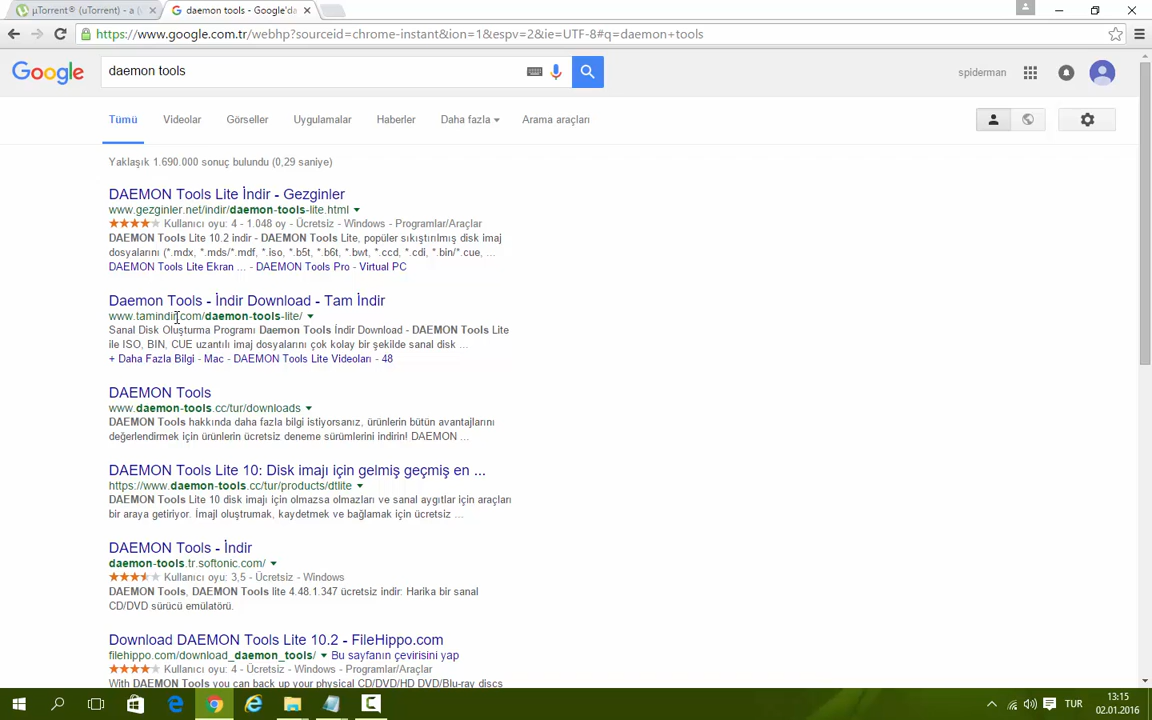 µTorrent® (uTorrent) - a (
daemon tools - Google'da
https://www.google.com.tr/webhp?sourceid=chrome-instant&ion=1&espv=2&ie=UTF-8#q=daemon+tools
Google
daemon tools
spiderman
Tümü
Videolar
Görseller
Uygulamalar
Haberler
Daha fazla
Arama araçları
Yaklaşık 1.690.000 sonuç bulundu (0,29 saniye)
DAEMON Tools Lite İndir - Gezginler
www.gezginler.net/indir/daemon-tools-lite.html
Kullanıcı oyu: 4 - 1.048 oy - Ücretsiz - Windows - Programlar/Araçlar
DAEMON Tools Lite 10.2 indir - DAEMON Tools Lite, popüler sıkıştırılmış disk imaj
dosyalarını (*.mdx, *.mds/*.mdf, *.iso, *.b5t, *.b6t, *.bwt, *.ccd, *.cdi, *.bin/*.cue, ...
DAEMON Tools Lite Ekran ... - DAEMON Tools Pro - Virtual PC
Daemon Tools - İndir Download - Tam İndir
www.tamindir.com/daemon-tools-lite/
Sanal Disk Oluşturma Programı Daemon Tools İndir Download - DAEMON Tools Lite
ile ISO, BIN, CUE uzantılı imaj dosyalarını çok kolay bir şekilde sanal disk ...
+ Daha Fazla Bilgi - Mac - DAEMON Tools Lite Videoları - 48
DAEMON Tools
www.daemon-tools.cc/tur/downloads
DAEMON Tools hakkında daha fazla bilgi istiyorsanız, ürünlerin bütün avantajlarını
değerlendirmek için ürünlerin ücretsiz deneme sürümlerini indirin! DAEMON ...
DAEMON Tools Lite 10: Disk imajı için gelmiş geçmiş en ...
https://www.daemon-tools.cc/tur/products/dtlite
DAEMON Tools Lite 10 disk imajı için olmazsa olmazları ve sanal aygıtlar için araçları
bir araya getiriyor. İmajl oluştrumak, kaydetmek ve bağlamak için ücretsiz ...
DAEMON Tools - İndir
daemon-tools.tr.softonic.com/
Kullanıcı oyu: 3,5 - Ücretsiz - Windows
DAEMON Tools, DAEMON Tools lite 4.48.1.347 ücretsiz indir: Harika bir sanal
CD/DVD sürücü emülatörü.
Download DAEMON Tools Lite 10.2 - FileHippo.com
filehippo.com/download_daemon_tools/ Bu sayfanın çevirisini yap
Kullanıcı oyu: 4 - Ücretsiz - Windows - Programlar/Araçlar
With DAEMON Tools you can back up your physical CD/DVD/HD DVD/Blu-ray discs
TUR
13:15
02.01.2016